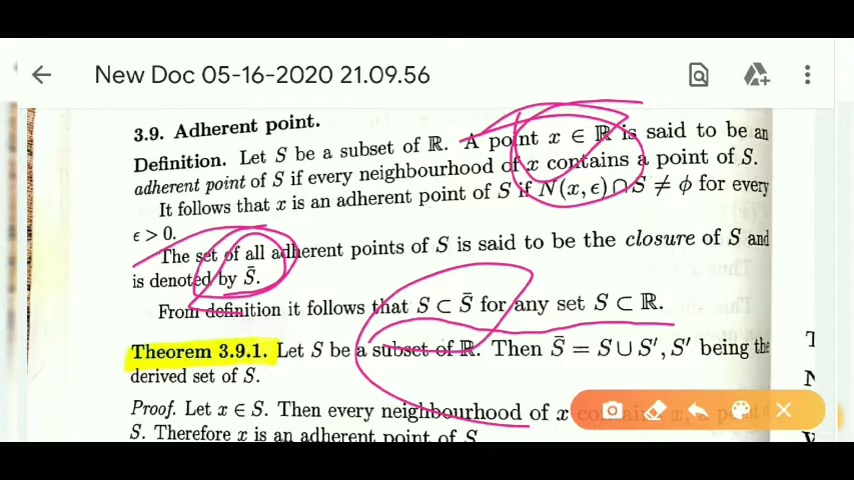 New Doc 05-16-2020 21.09.56
3.9. Adherent point.
Definition. Let S be a subset of ℝ. A point x ∈ ℝ is said to be an
adherent point of S if every neighbourhood of x contains a point of S.
It follows that x is an adherent point of S if N(x, ϵ) ∩ S ≠ ϕ for every
ϵ > 0.
The set of all adherent points of S is said to be the closure of S and
is denoted by S̄.
From definition it follows that S ⊂ S̄ for any set S ⊂ ℝ.
Theorem 3.9.1. Let S be a subset of ℝ. Then S̄ = S ∪ S′, S′ being the
derived set of S.
Proof. Let x ∈ S. Then every neighbourhood of x contains x, a point
S. Therefore x is an adherent point of S